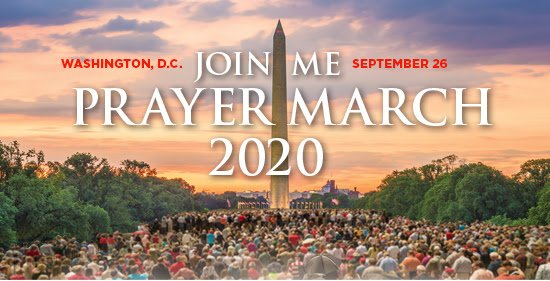 WASHINGTON, D.C. JOIN ME SEPTEMBER 26
PRAYER MARCH
2020